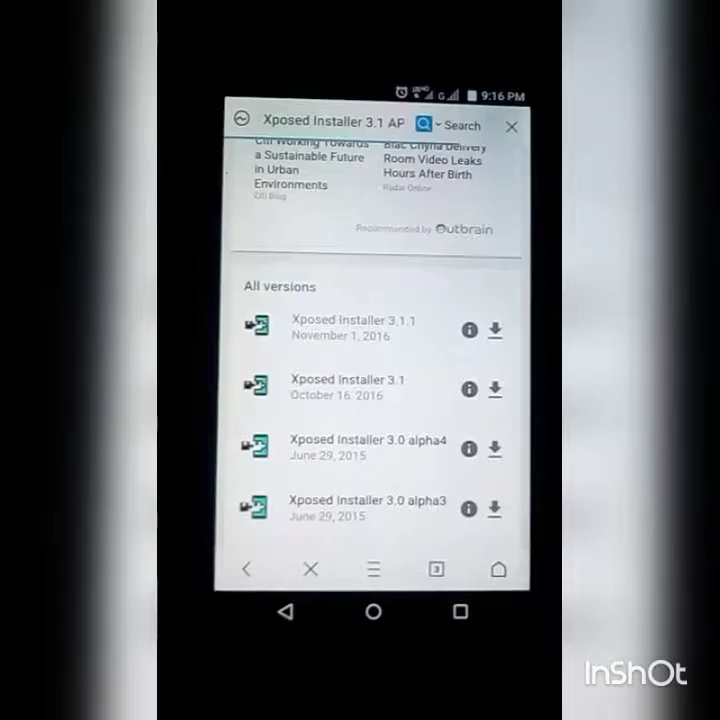 9:16 PM
Xposed Installer 3.1 AP
Search
Citi Working Towards
a Sustainable Future
in Urban
Environments
Citi Blog
Blac Chyna Delivery
Room Video Leaks
Hours After Birth
Radar Online
Recommended by Outbrain
All versions
Xposed Installer 3.1.1
November 1, 2016
Xposed Installer 3.1
October 16, 2016
Xposed Installer 3.0 alpha4
June 29, 2015
Xposed Installer 3.0 alpha3
June 29, 2015
3
InShOt